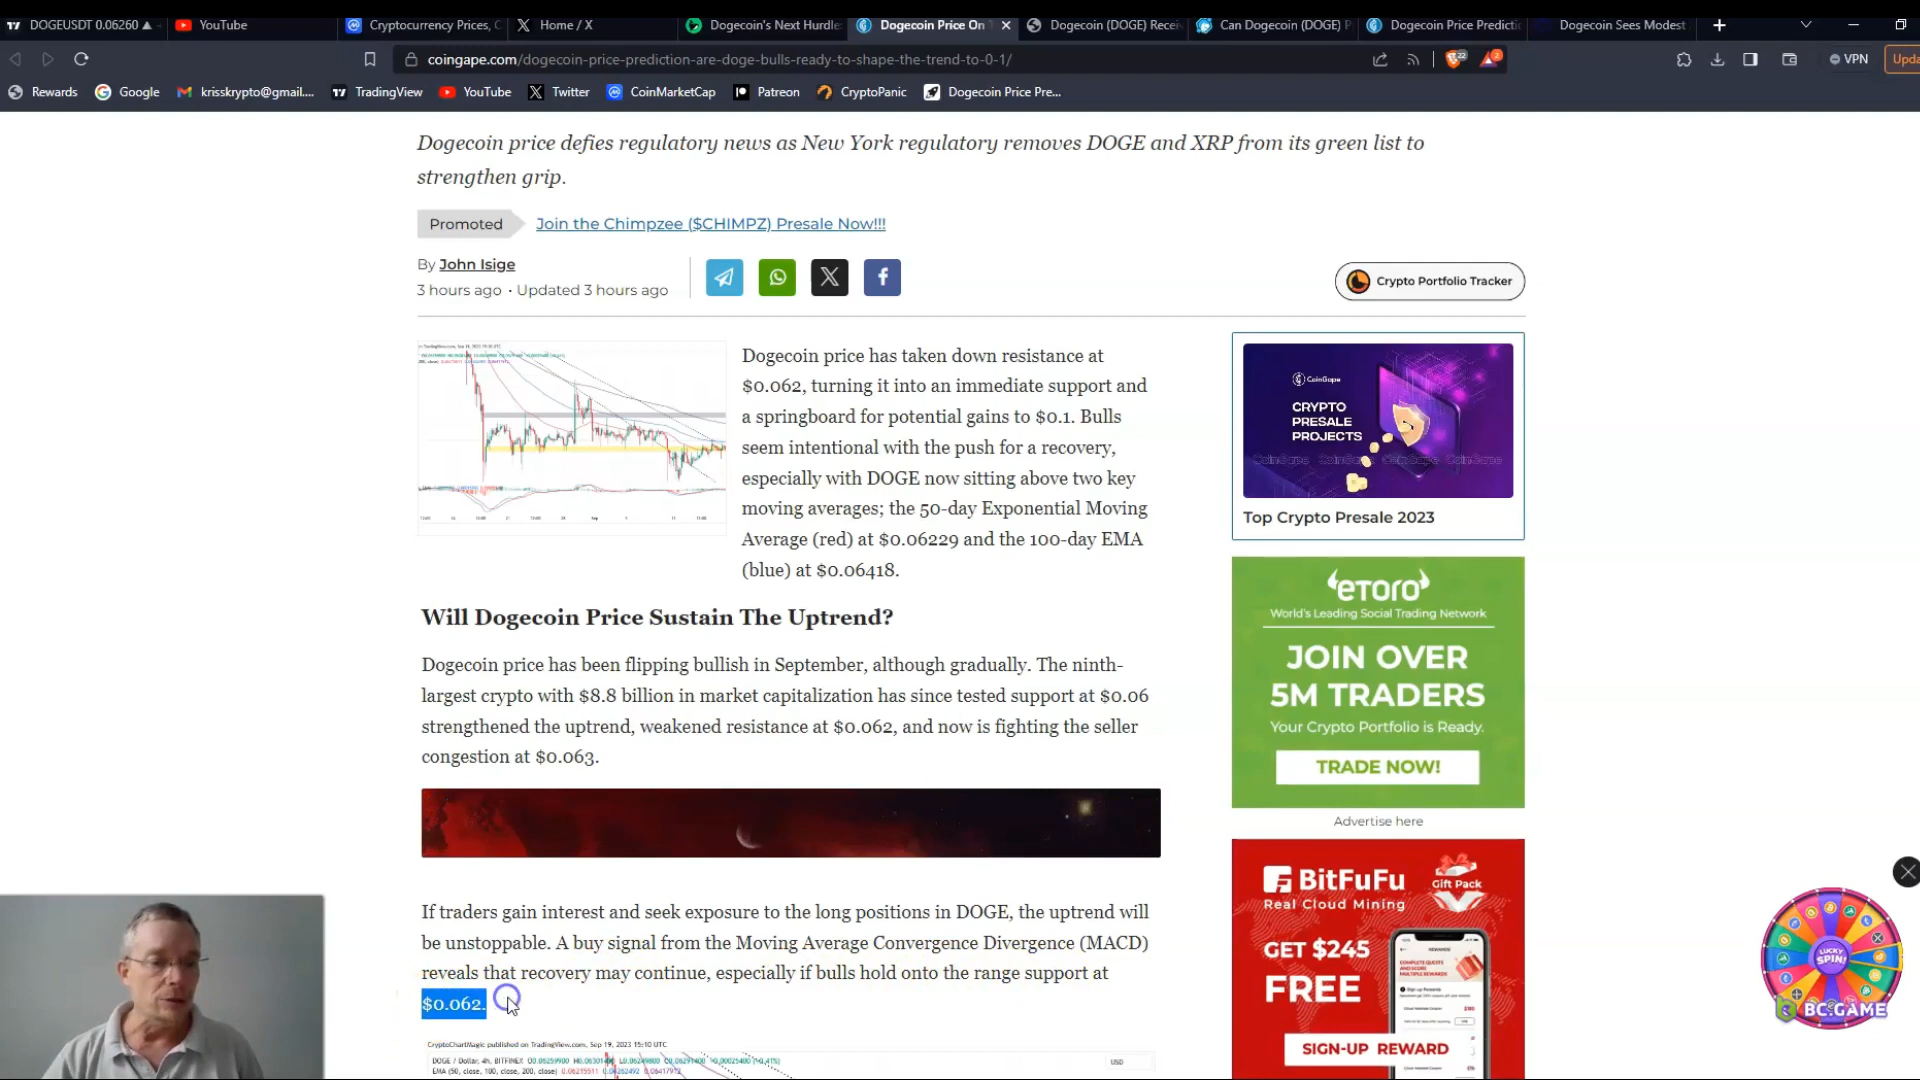 DOGEUSDT 0.06260 ▲
YouTube
Cryptocurrency Prices, C
Home / X
Dogecoin's Next Hurdle
Dogecoin Price On
Dogecoin (DOGE) Recei
Can Dogecoin (DOGE) P
Dogecoin Price Predicti
Dogecoin Sees Modest
coingape.com/dogecoin-price-prediction-are-doge-bulls-ready-to-shape-the-trend-to-0-1/
VPN
Upda
Rewards
Google
krisskrypto@gmail....
TradingView
YouTube
Twitter
CoinMarketCap
Patreon
CryptoPanic
Dogecoin Price Pre...
Dogecoin price defies regulatory news as New York regulatory removes DOGE and XRP from its green list to
strengthen grip.
Promoted
Join the Chimpzee ($CHIMPZ) Presale Now!!!
By John Isige
3 hours ago • Updated 3 hours ago
Crypto Portfolio Tracker
Dogecoin price has taken down resistance at
$0.062, turning it into an immediate support and
a springboard for potential gains to $0.1. Bulls
seem intentional with the push for a recovery,
especially with DOGE now sitting above two key
moving averages; the 50-day Exponential Moving
Average (red) at $0.06229 and the 100-day EMA
(blue) at $0.06418.
Will Dogecoin Price Sustain The Uptrend?
Dogecoin price has been flipping bullish in September, although gradually. The ninth-
largest crypto with $8.8 billion in market capitalization has since tested support at $0.06
strengthened the uptrend, weakened resistance at $0.062, and now is fighting the seller
congestion at $0.063.
If traders gain interest and seek exposure to the long positions in DOGE, the uptrend will
be unstoppable. A buy signal from the Moving Average Convergence Divergence (MACD)
reveals that recovery may continue, especially if bulls hold onto the range support at
$0.062.
CryptoChartMagic published on TradingView.com, Sep 19, 2023 15:10 UTC
DOGE / Dollar, 4h, BITFINEX
EMA (50, close, 100, close, 200, close)
USD
CoinGape
CRYPTO
PRESALE
PROJECTS
Top Crypto Presale 2023
eTORO
World's Leading Social Trading Network
JOIN OVER
5M TRADERS
Your Crypto Portfolio is Ready.
TRADE NOW!
Advertise here
BitFuFu
Real Cloud Mining
Gift Pack
GET $245
FREE
SIGN-UP REWARD
LUCKY
SPIN!
BC.GAME